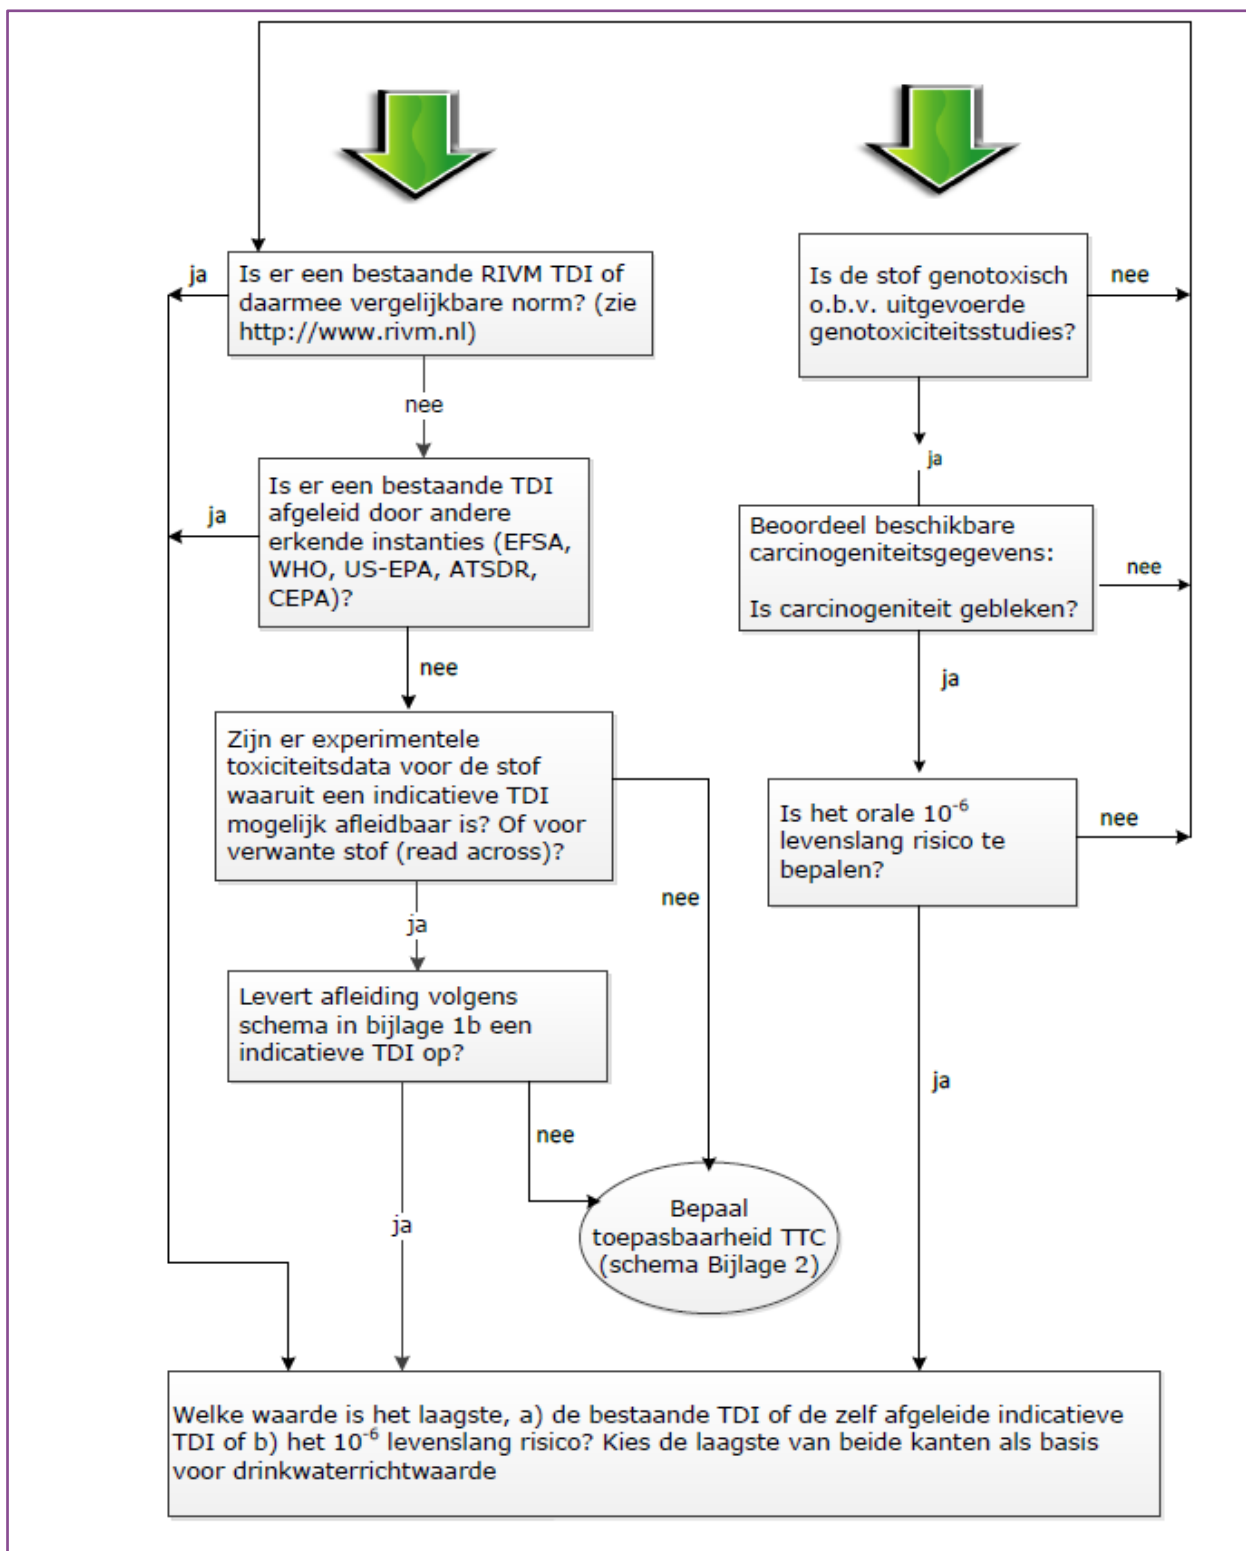 ja
Is er een bestaande RIVM TDI of
daarmee vergelijkbare norm? (zie
http://www.rivm.nl)
nee
Is er een bestaande TDI
afgeleid door andere
erkende instanties (EFSA,
WHO, US-EPA, ATSDR,
CEPA)?
ja
nee
Zijn er experimentele
toxiciteitsdata voor de stof
waaruit een indicatieve TDI
mogelijk afleidbaar is? Of voor
verwante stof (read across)?
nee
ja
Levert afleiding volgens
schema in bijlage 1b een
indicatieve TDI op?
nee
ja
Bepaal
toepasbaarheid TTC
(schema Bijlage 2)
Is de stof genotoxisch
o.b.v. uitgevoerde
genotoxiciteitsstudies?
nee
ja
Beoordeel beschikbare
carcinogeniteitsgegevens:
Is carcinogeniteit gebleken?
nee
ja
Is het orale 10⁻⁶
levenslang risico te
bepalen?
nee
ja
Welke waarde is het laagste, a) de bestaande TDI of de zelf afgeleide indicatieve
TDI of b) het 10⁻⁶ levenslang risico? Kies de laagste van beide kanten als basis
voor drinkwaterrichtwaarde